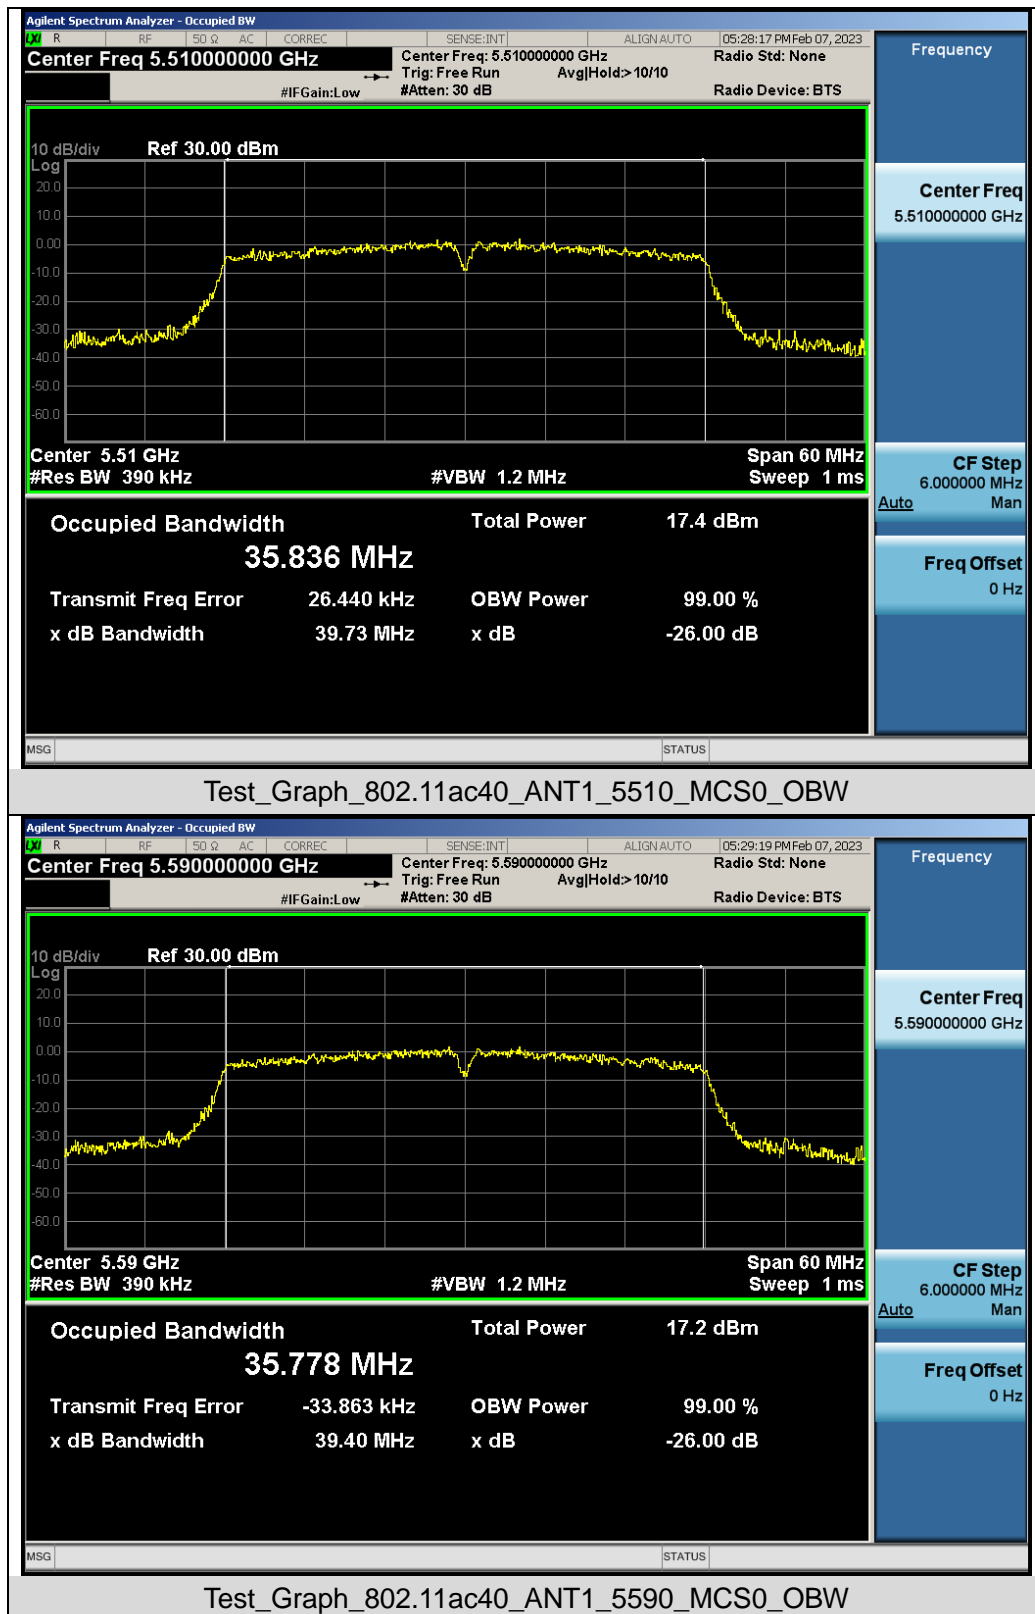 Agilent Spectrum Analyzer - Occupied BW
LXI R RF 50 Ω AC CORREC SENSE:INT ALIGN AUTO 05:28:17 PM Feb 07, 2023
Center Freq 5.510000000 GHz Center Freq: 5.510000000 GHz Radio Std: None Frequency
Trig: Free Run Avg|Hold:> 10/10
#IFGain:Low #Atten: 30 dB Radio Device: BTS
10 dB/div Ref 30.00 dBm
Log
20.0
10.0
0.00
-10.0
-20.0
-30.0
-40.0
-50.0
-60.0
Center 5.51 GHz Span 60 MHz
#Res BW 390 kHz #VBW 1.2 MHz Sweep 1 ms
Center Freq
5.510000000 GHz
CF Step
6.000000 MHz
Auto Man
Freq Offset
0 Hz
Occupied Bandwidth Total Power 17.4 dBm
35.836 MHz
Transmit Freq Error 26.440 kHz OBW Power 99.00 %
x dB Bandwidth 39.73 MHz x dB -26.00 dB
MSG STATUS
Test_Graph_802.11ac40_ANT1_5510_MCS0_OBW
Agilent Spectrum Analyzer - Occupied BW
LXI R RF 50 Ω AC CORREC SENSE:INT ALIGN AUTO 05:29:19 PM Feb 07, 2023
Center Freq 5.590000000 GHz Center Freq: 5.590000000 GHz Radio Std: None Frequency
Trig: Free Run Avg|Hold:> 10/10
#IFGain:Low #Atten: 30 dB Radio Device: BTS
10 dB/div Ref 30.00 dBm
Log
20.0
10.0
0.00
-10.0
-20.0
-30.0
-40.0
-50.0
-60.0
Center 5.59 GHz Span 60 MHz
#Res BW 390 kHz #VBW 1.2 MHz Sweep 1 ms
Center Freq
5.590000000 GHz
CF Step
6.000000 MHz
Auto Man
Freq Offset
0 Hz
Occupied Bandwidth Total Power 17.2 dBm
35.778 MHz
Transmit Freq Error -33.863 kHz OBW Power 99.00 %
x dB Bandwidth 39.40 MHz x dB -26.00 dB
MSG STATUS
Test_Graph_802.11ac40_ANT1_5590_MCS0_OBW